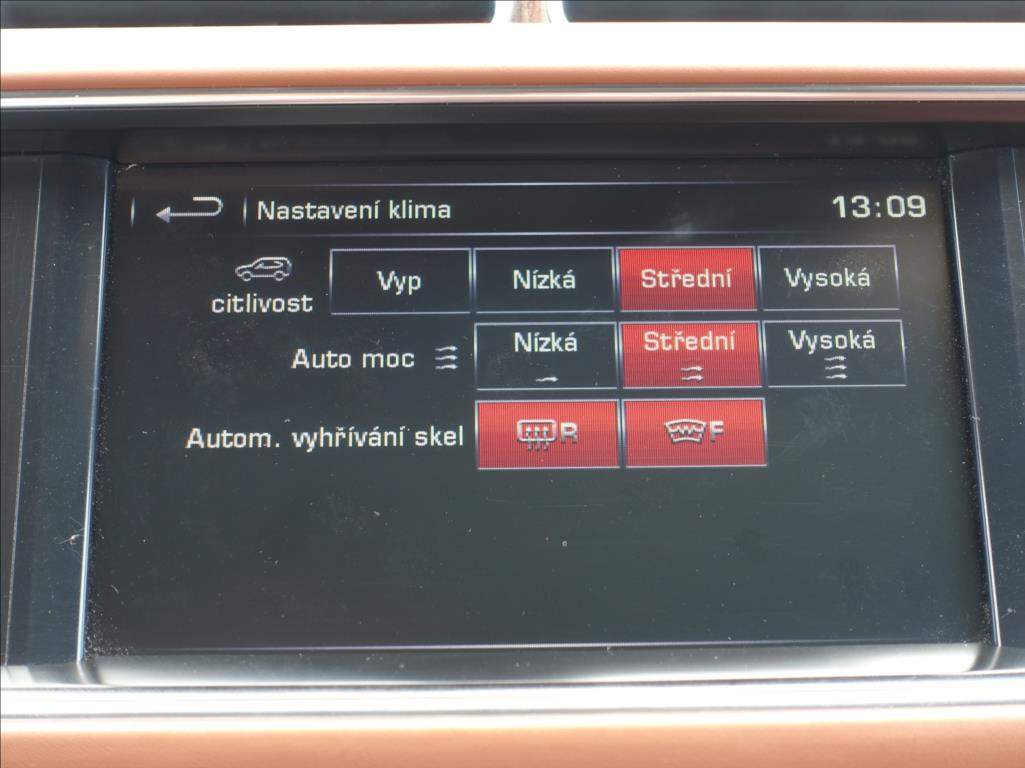 Nastavení klima 13:09
citlivost Vyp Nízká Střední Vysoká
Auto moc Nízká Střední Vysoká
Autom. vyhřívání skel R F